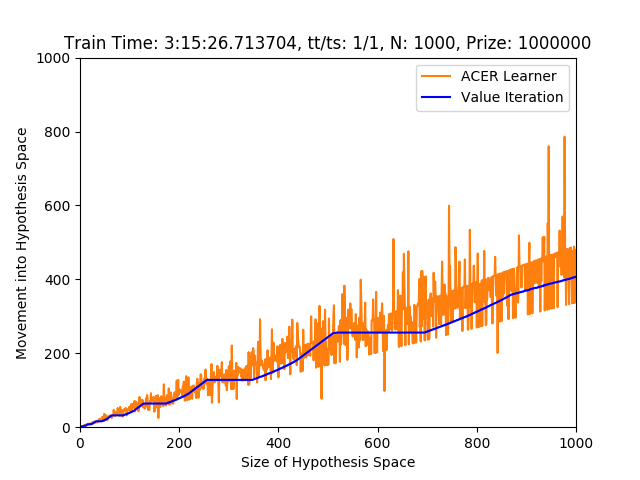 Train Time: 3:15:26.713704, tt/ts: 1/1, N: 1000, Prize: 1000000
1000
ACER Learner
Value Iteration
800
600
400
200
0
Movement into Hypothesis Space
0 200 400 600 800 1000
Size of Hypothesis Space